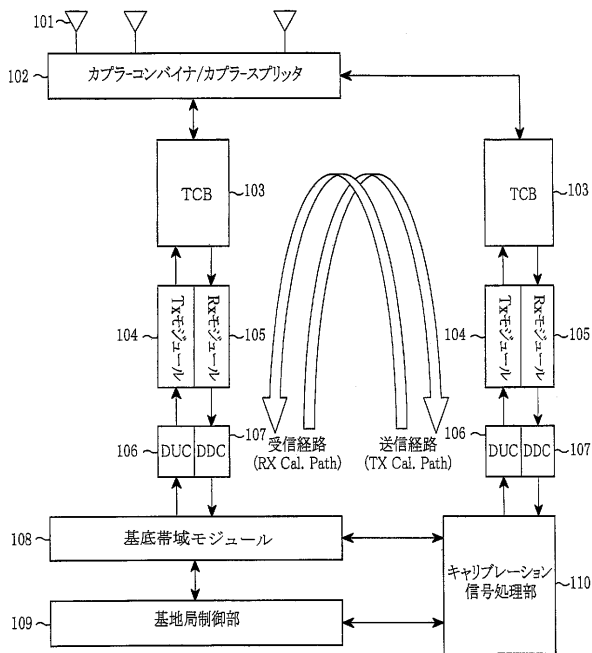 101
102
カプラーコンバイナ/カプラースプリッタ
TCB
103
TCB
103
104
Txモジュール
Rxモジュール
105
104
Txモジュール
Rxモジュール
105
106
DUC
DDC
107
受信経路
(RX Cal. Path)
送信経路
(TX Cal. Path)
106
DUC
DDC
107
108
基底帯域モジュール
キャリブレーション
信号処理部
110
109
基地局制御部